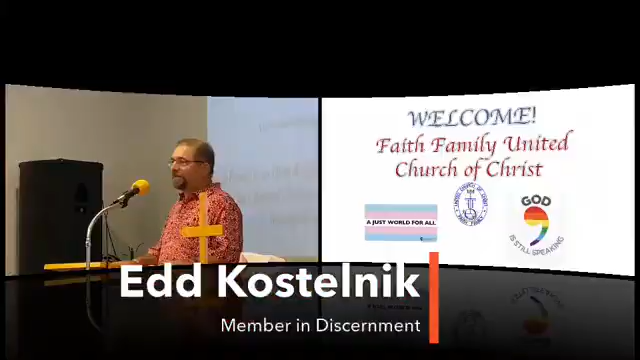 WELCOME!
Faith Family United
Church of Christ
A JUST WORLD FOR ALL
GOD
IS STILL SPEAKING
Edd Kostelnik
Member in Discernment